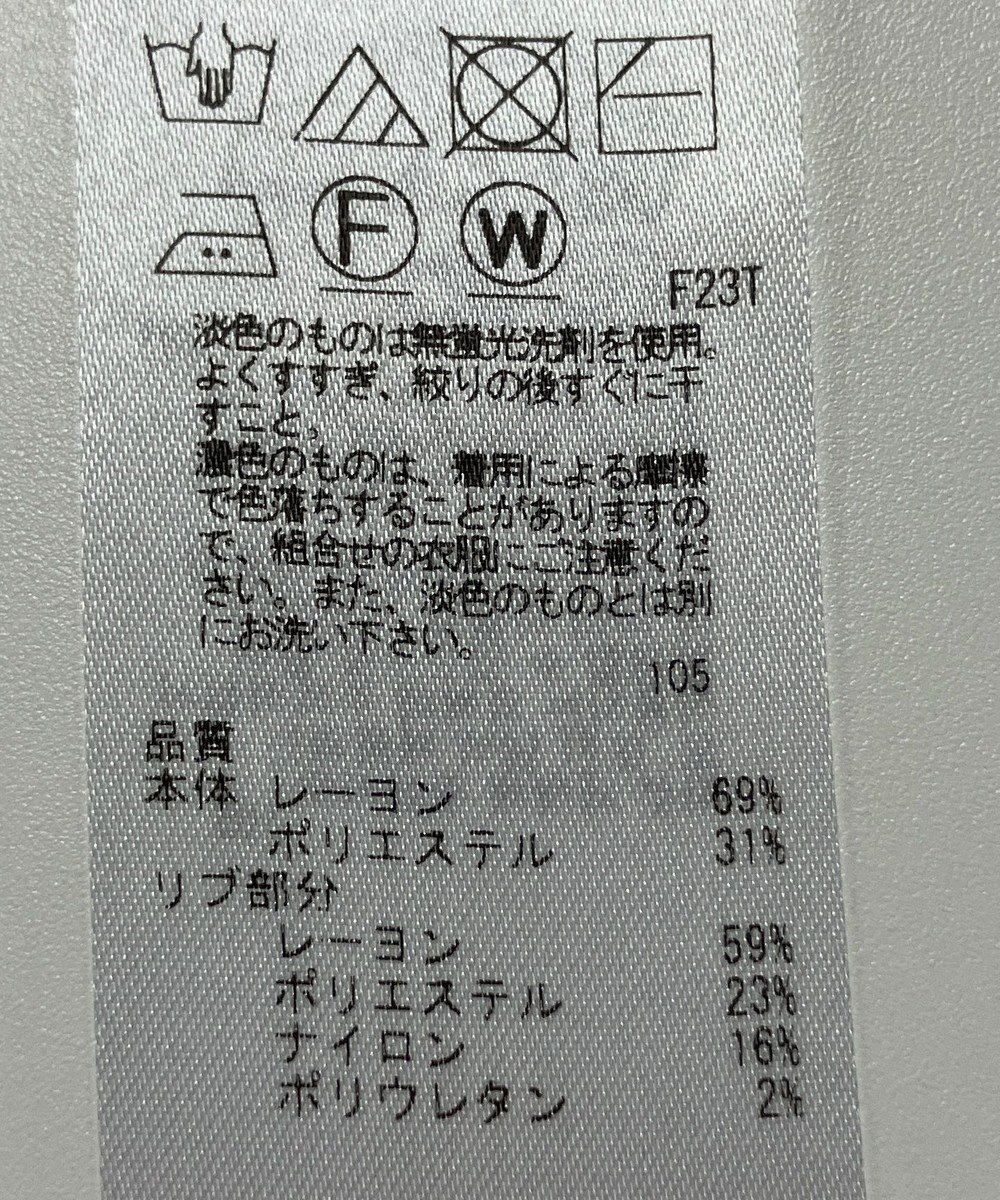 F
W
F23T
淡色のものは無蛍光洗剤を使用。
よくすすぎ、絞りの後すぐに干
すこと。
濃色のものは、着用による摩擦
で色落ちすることがありますの
で、組合せの衣服にご注意くだ
さい。また、淡色のものとは別
にお洗い下さい。
105
品質
本体 レーヨン 69%
ポリエステル 31%
リブ部分
レーヨン 59%
ポリエステル 23%
ナイロン 16%
ポリウレタン 2%